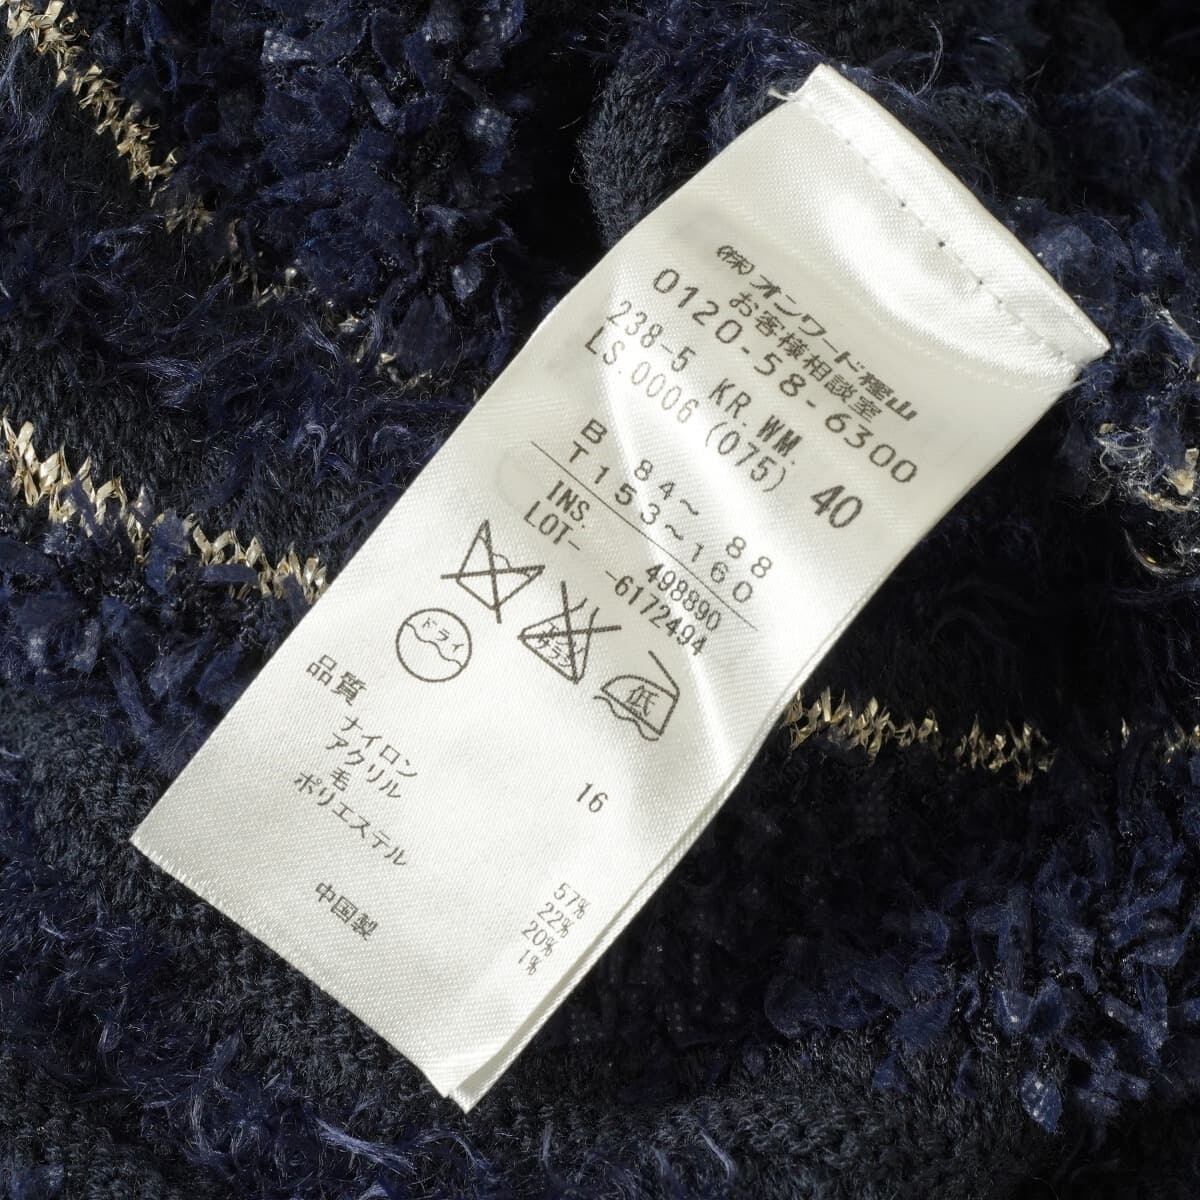 ㈱オンワード樫山
お客様相談室
0120-58-6300
238-5 KR.WM.
LS.0006 (075) 40
B 84~ 88
T 153~160
INS. 498890
LOT- -6172494
ドライ
低
品質 16
ナイロン 57%
アクリル 22%
毛 20%
ポリエステル 1%
中国製